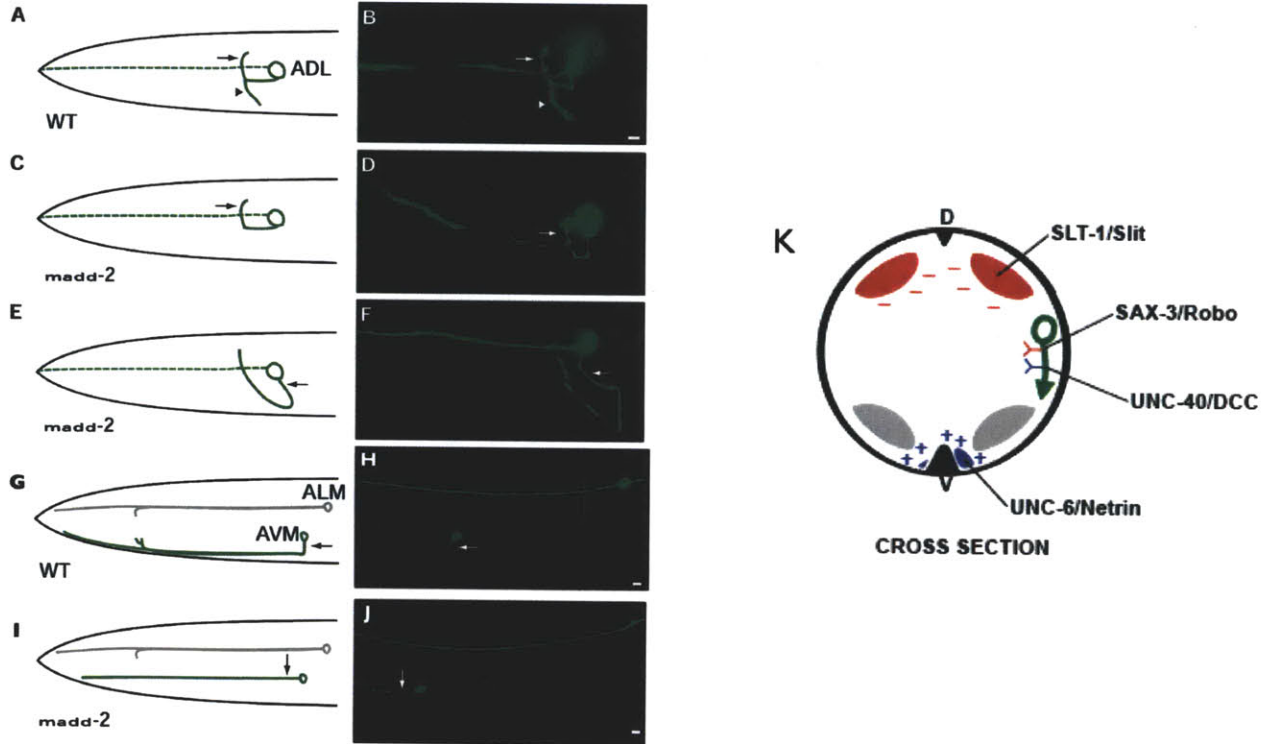 A
ADL
WT
B
C
madd-2
D
E
madd-2
F
G
ALM
AVM
WT
H
I
madd-2
J
K
D
SLT-1/Slit
SAX-3/Robo
UNC-40/DCC
V
UNC-6/Netrin
CROSS SECTION